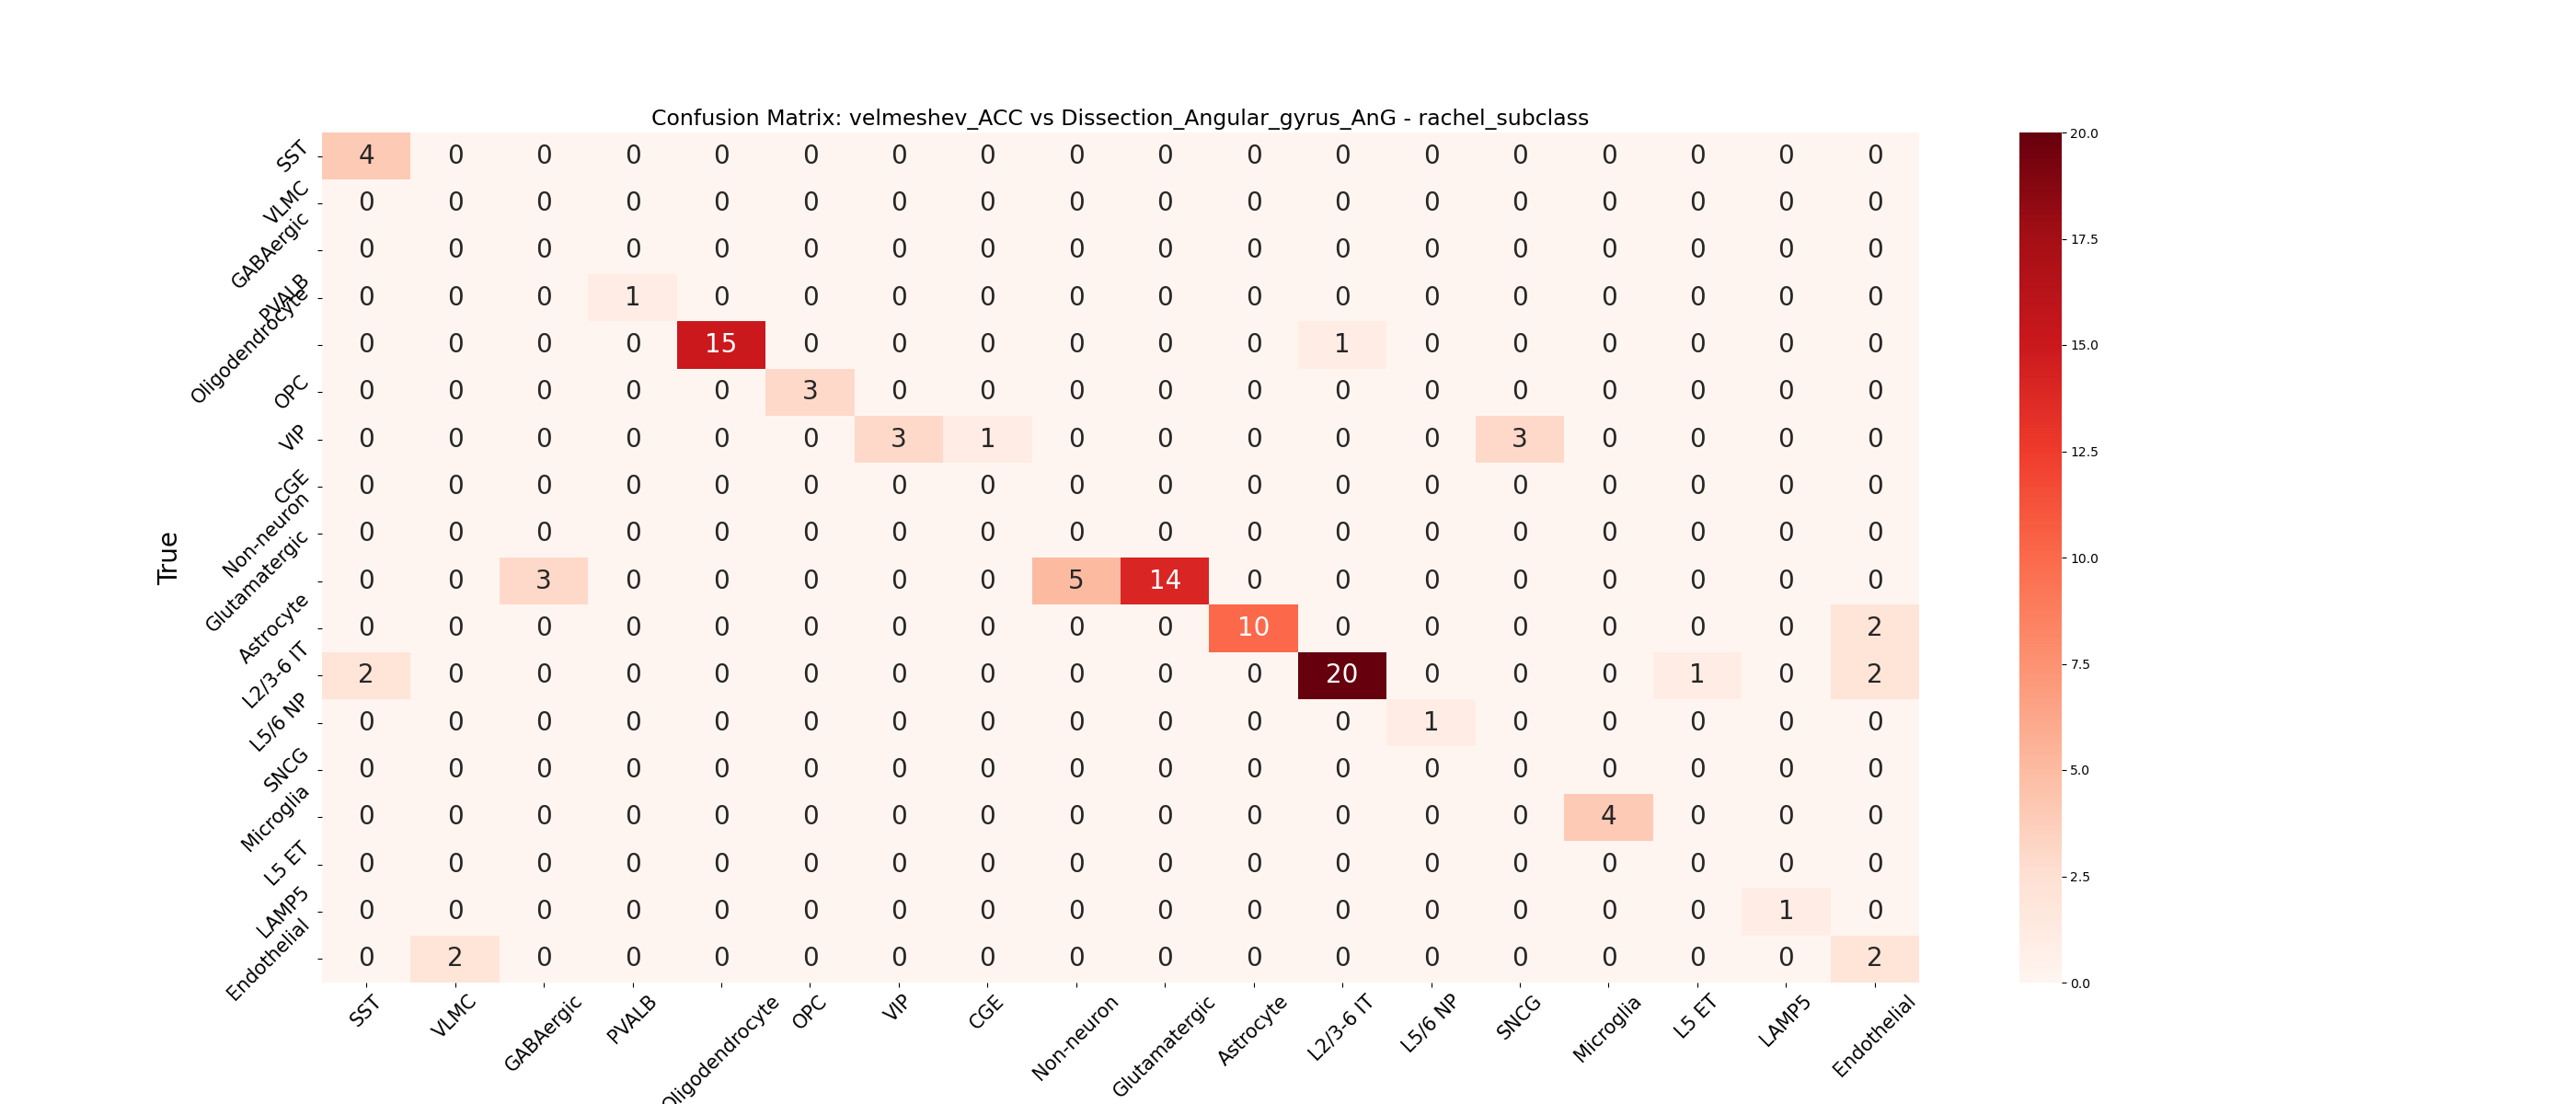 Confusion Matrix: velmeshev_ACC vs Dissection_Angular_gyrus_AnG - rachel_subclass
True
SST 4 0 0 0 0 0 0 0 0 0 0 0 0 0 0 0 0 0
VLMC 0 0 0 0 0 0 0 0 0 0 0 0 0 0 0 0 0 0
GABAergic 0 0 0 0 0 0 0 0 0 0 0 0 0 0 0 0 0 0
PVALB 0 0 0 1 0 0 0 0 0 0 0 0 0 0 0 0 0 0
Oligodendrocyte 0 0 0 0 15 0 0 0 0 0 0 1 0 0 0 0 0 0
OPC 0 0 0 0 0 3 0 0 0 0 0 0 0 0 0 0 0 0
VIP 0 0 0 0 0 0 3 1 0 0 0 0 0 3 0 0 0 0
CGE 0 0 0 0 0 0 0 0 0 0 0 0 0 0 0 0 0 0
Non-neuron 0 0 0 0 0 0 0 0 0 0 0 0 0 0 0 0 0 0
Glutamatergic 0 0 3 0 0 0 0 0 5 14 0 0 0 0 0 0 0 0
Astrocyte 0 0 0 0 0 0 0 0 0 0 10 0 0 0 0 0 0 2
L2/3-6 IT 2 0 0 0 0 0 0 0 0 0 0 20 0 0 0 1 0 2
L5/6 NP 0 0 0 0 0 0 0 0 0 0 0 0 1 0 0 0 0 0
SNCG 0 0 0 0 0 0 0 0 0 0 0 0 0 0 0 0 0 0
Microglia 0 0 0 0 0 0 0 0 0 0 0 0 0 0 4 0 0 0
L5 ET 0 0 0 0 0 0 0 0 0 0 0 0 0 0 0 0 0 0
LAMP5 0 0 0 0 0 0 0 0 0 0 0 0 0 0 0 0 1 0
Endothelial 0 2 0 0 0 0 0 0 0 0 0 0 0 0 0 0 0 2
SST VLMC GABAergic PVALB Oligodendrocyte OPC VIP CGE Non-neuron Glutamatergic Astrocyte L2/3-6 IT L5/6 NP SNCG Microglia L5 ET LAMP5 Endothelial
20.0
17.5
15.0
12.5
10.0
7.5
5.0
2.5
0.0